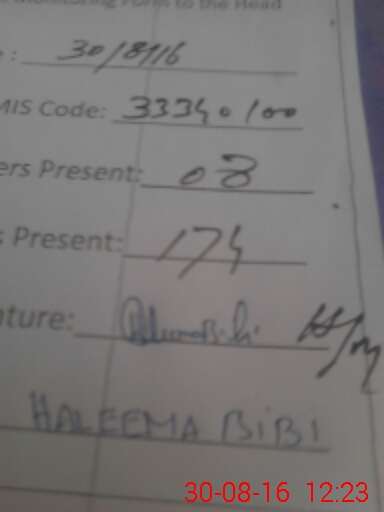 Monitoring Form to the Head
: 30/8/16
MIS Code: 33340100
ers Present: 08
s Present: 174
ture:
HALEEMA BIBI
30-08-16 12:23